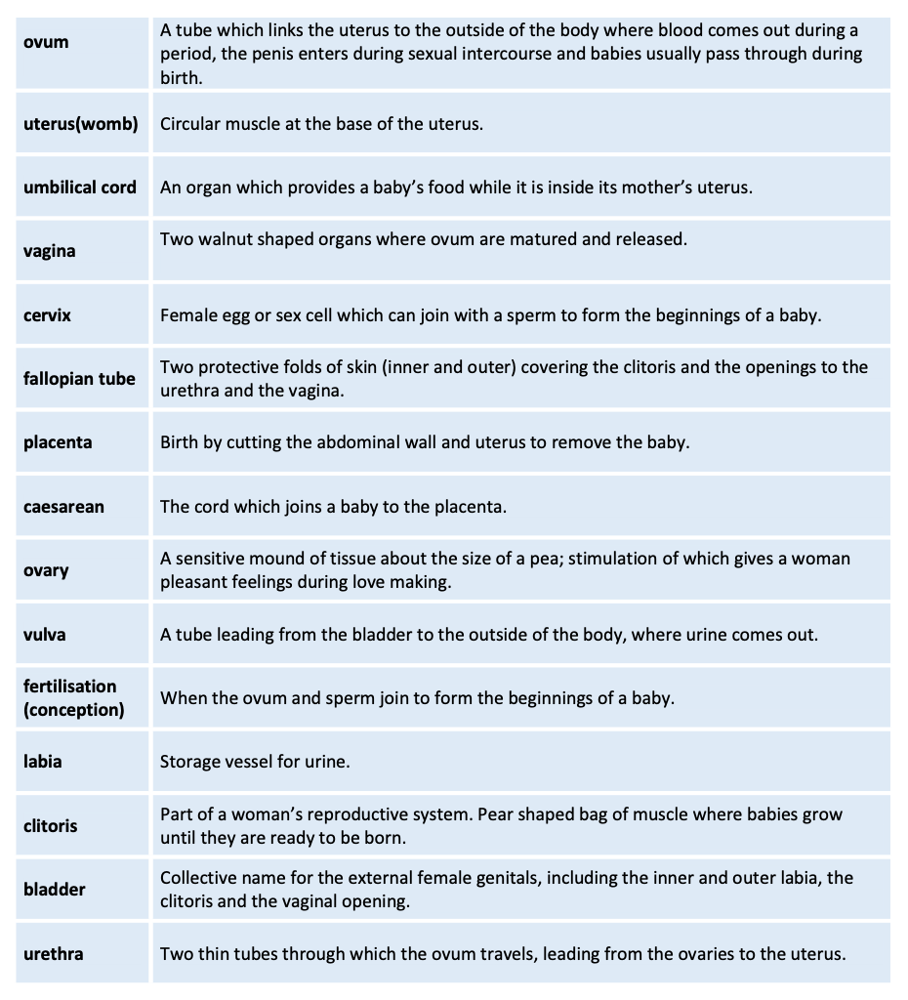 ovum
A tube which links the uterus to the outside of the body where blood comes out during a
period, the penis enters during sexual intercourse and babies usually pass through during
birth.
uterus(womb)
Circular muscle at the base of the uterus.
umbilical cord
An organ which provides a baby’s food while it is inside its mother’s uterus.
vagina
Two walnut shaped organs where ovum are matured and released.
cervix
Female egg or sex cell which can join with a sperm to form the beginnings of a baby.
fallopian tube
Two protective folds of skin (inner and outer) covering the clitoris and the openings to the
urethra and the vagina.
placenta
Birth by cutting the abdominal wall and uterus to remove the baby.
caesarean
The cord which joins a baby to the placenta.
ovary
A sensitive mound of tissue about the size of a pea; stimulation of which gives a woman
pleasant feelings during love making.
vulva
A tube leading from the bladder to the outside of the body, where urine comes out.
fertilisation
(conception)
When the ovum and sperm join to form the beginnings of a baby.
labia
Storage vessel for urine.
clitoris
Part of a woman’s reproductive system. Pear shaped bag of muscle where babies grow
until they are ready to be born.
bladder
Collective name for the external female genitals, including the inner and outer labia, the
clitoris and the vaginal opening.
urethra
Two thin tubes through which the ovum travels, leading from the ovaries to the uterus.